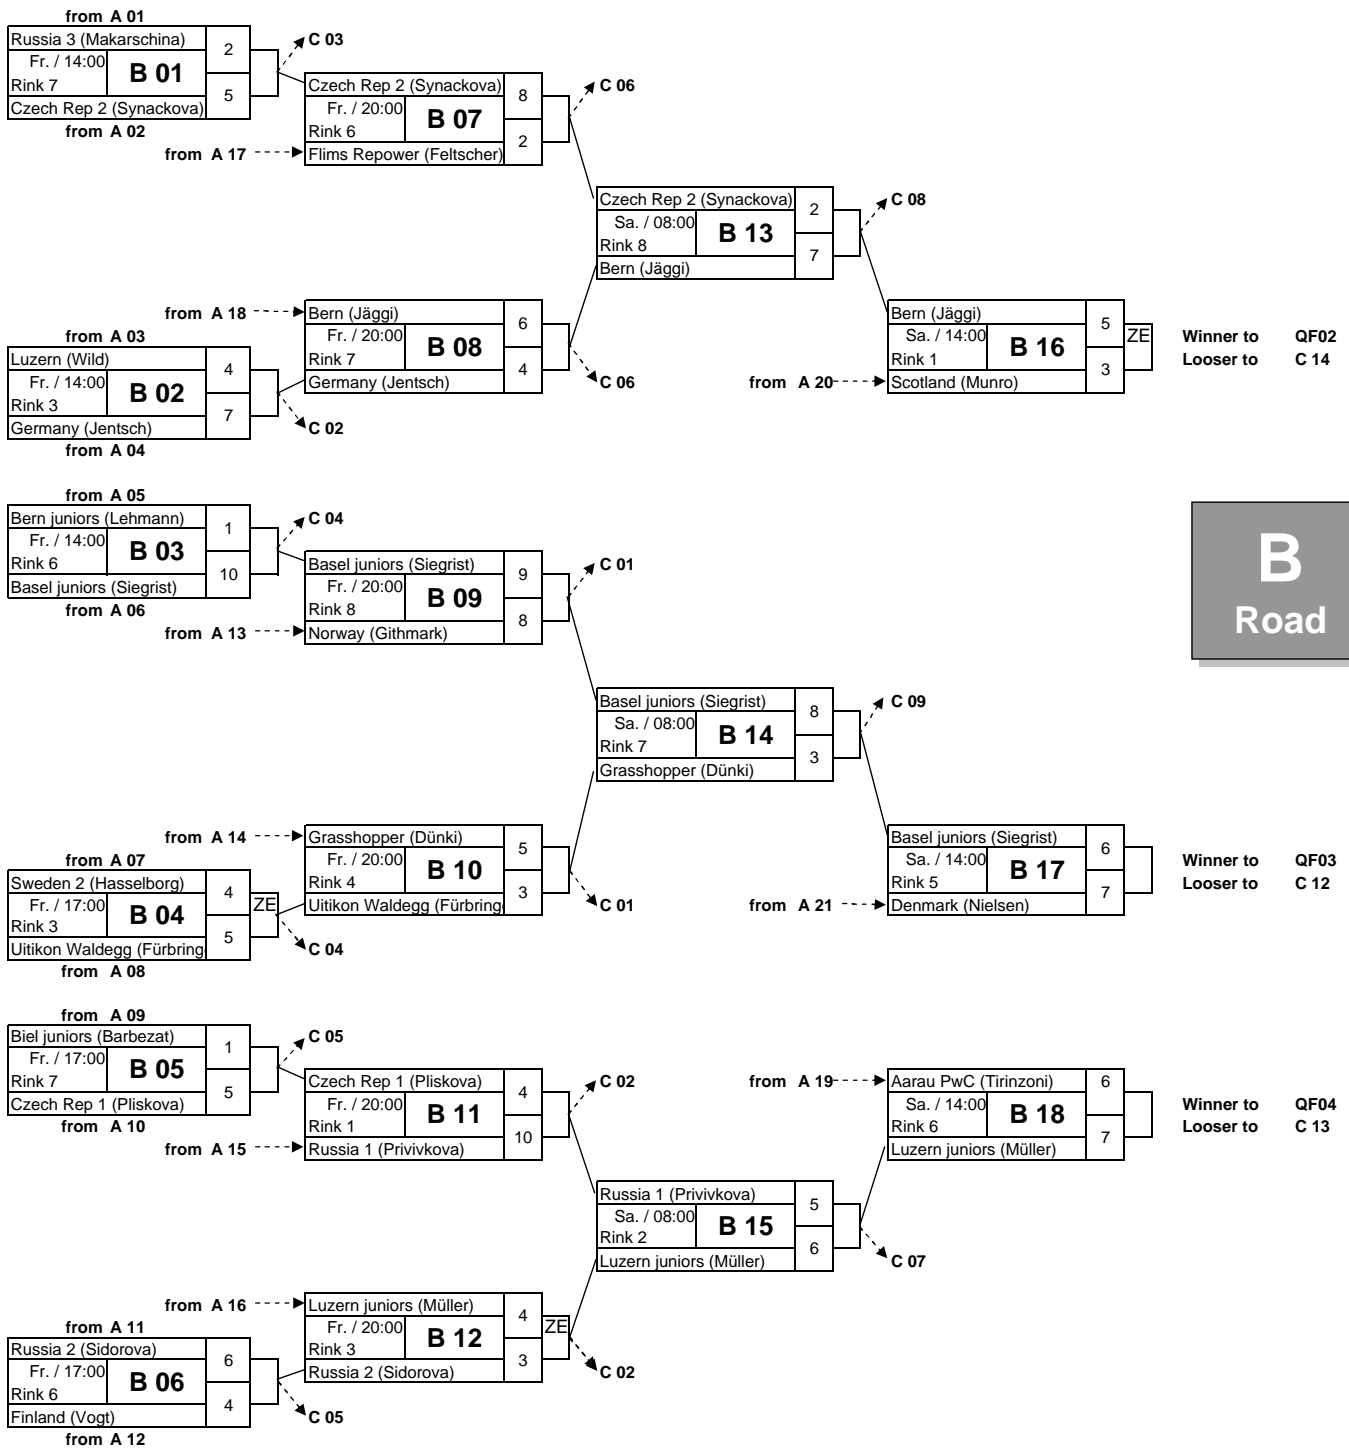 from A 01
Russia 3 (Makarschina) 2
Fr. / 14:00
Rink 7
B 01
Czech Rep 2 (Synackova) 5
from A 02
C 03
Czech Rep 2 (Synackova) 8
Fr. / 20:00
Rink 6
B 07
Flims Repower (Feltscher) 2
from A 17
C 06
Czech Rep 2 (Synackova) 2
Sa. / 08:00
Rink 8
B 13
Bern (Jäggi) 7
C 08
from A 18
Bern (Jäggi) 6
Fr. / 20:00
Rink 7
B 08
Germany (Jentsch) 4
C 06
from A 03
Luzern (Wild) 4
Fr. / 14:00
Rink 3
B 02
Germany (Jentsch) 7
from A 04
C 02
Bern (Jäggi) 5
Sa. / 14:00
Rink 1
B 16
Scotland (Munro) 3
ZE
from A 20
Winner to QF02
Looser to C 14
from A 05
Bern juniors (Lehmann) 1
Fr. / 14:00
Rink 6
B 03
Basel juniors (Siegrist) 10
from A 06
C 04
Basel juniors (Siegrist) 9
Fr. / 20:00
Rink 8
B 09
Norway (Githmark) 8
from A 13
C 01
B
Road
Basel juniors (Siegrist) 8
Sa. / 08:00
Rink 7
B 14
Grasshopper (Dünki) 3
C 09
from A 14
Grasshopper (Dünki) 5
Fr. / 20:00
Rink 4
B 10
Uitikon Waldegg (Fürbring 3
C 01
from A 07
Sweden 2 (Hasselborg) 4
Fr. / 17:00
Rink 3
B 04
Uitikon Waldegg (Fürbring 5
ZE
from A 08
C 04
Basel juniors (Siegrist) 6
Sa. / 14:00
Rink 5
B 17
Denmark (Nielsen) 7
from A 21
Winner to QF03
Looser to C 12
from A 09
Biel juniors (Barbezat) 1
Fr. / 17:00
Rink 7
B 05
Czech Rep 1 (Pliskova) 5
from A 10
C 05
Czech Rep 1 (Pliskova) 4
Fr. / 20:00
Rink 1
B 11
Russia 1 (Privivkova) 10
from A 15
C 02
from A 19
Aarau PwC (Tirinzoni) 6
Sa. / 14:00
Rink 6
B 18
Luzern juniors (Müller) 7
Winner to QF04
Looser to C 13
Russia 1 (Privivkova) 5
Sa. / 08:00
Rink 2
B 15
Luzern juniors (Müller) 6
C 07
from A 16
Luzern juniors (Müller) 4
Fr. / 20:00
Rink 3
B 12
Russia 2 (Sidorova) 3
ZE
C 02
from A 11
Russia 2 (Sidorova) 6
Fr. / 17:00
Rink 6
B 06
Finland (Vogt) 4
from A 12
C 05